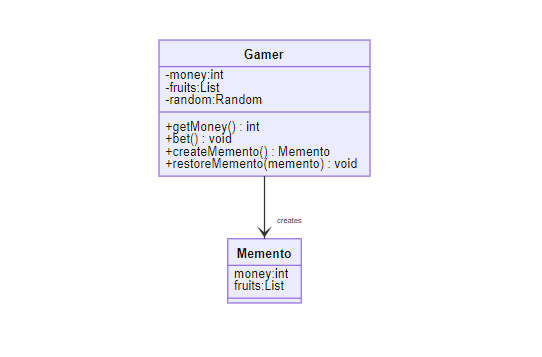 Gamer
-money:int
-fruits:List
-random:Random
+getMoney() : int
+bet() : void
+createMemento() : Memento
+restoreMemento(memento) : void
creates
Memento
money:int
fruits:List